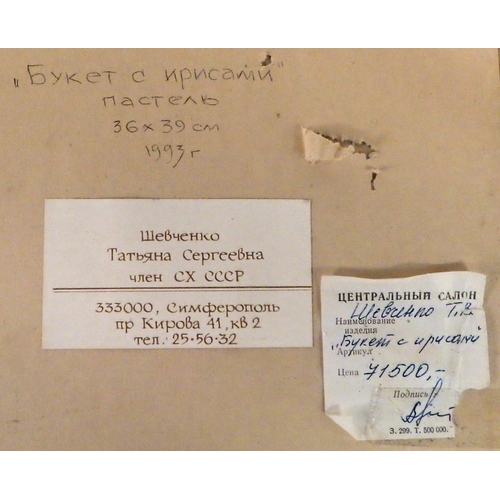 „Букет с ирисами"
пастель
36 x 39 см
1993 г
Шевченко
Татьяна Сергеевна
член СХ СССР
333000, Симферополь
пр Кирова 41, кв 2
тел. 25-56-32
ЦЕНТРАЛЬНЫЙ САЛОН
Шевченко Т.С.
Наименование
изделия
„Букет с ирисами"
Артикул
Цена 71500,-
Подпись
З. 299. Т. 500 000.